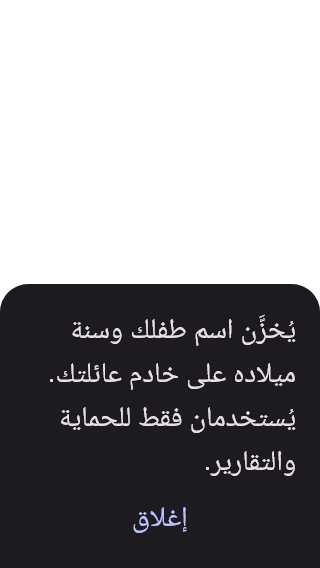 يُخزَّن اسم طفلك وسنة
ميلاده على خادم عائلتك.
يُستخدمان فقط للحماية
والتقارير.
إغلاق